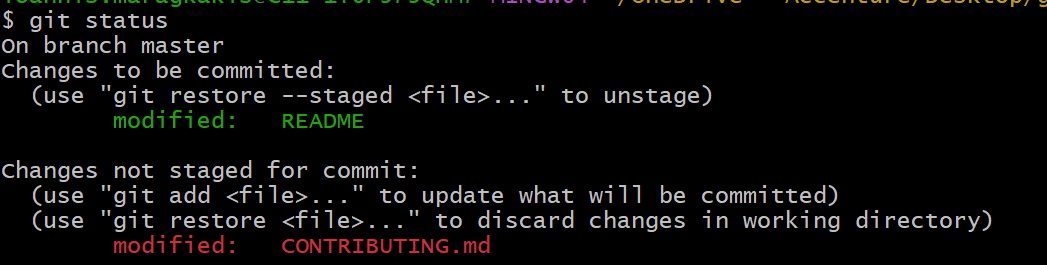 $ git status
On branch master
Changes to be committed:
  (use "git restore --staged <file>..." to unstage)
        modified:   README

Changes not staged for commit:
  (use "git add <file>..." to update what will be committed)
  (use "git restore <file>..." to discard changes in working directory)
        modified:   CONTRIBUTING.md